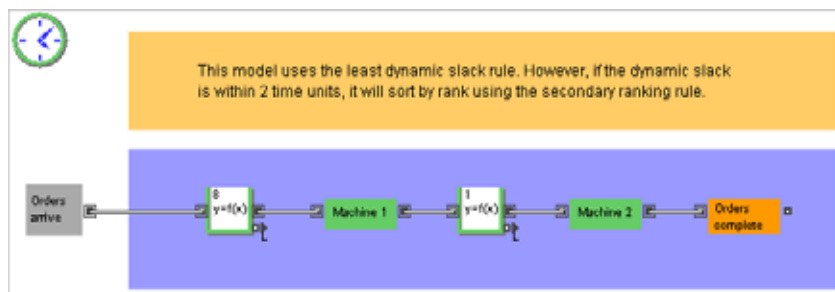 This model uses the least dynamic slack rule. However, if the dynamic slack
is within 2 time units, it will sort by rank using the secondary ranking rule.
Orders
arrive
8
y=f(x)
Machine 1
1
y=f(x)
Machine 2
Orders
complete